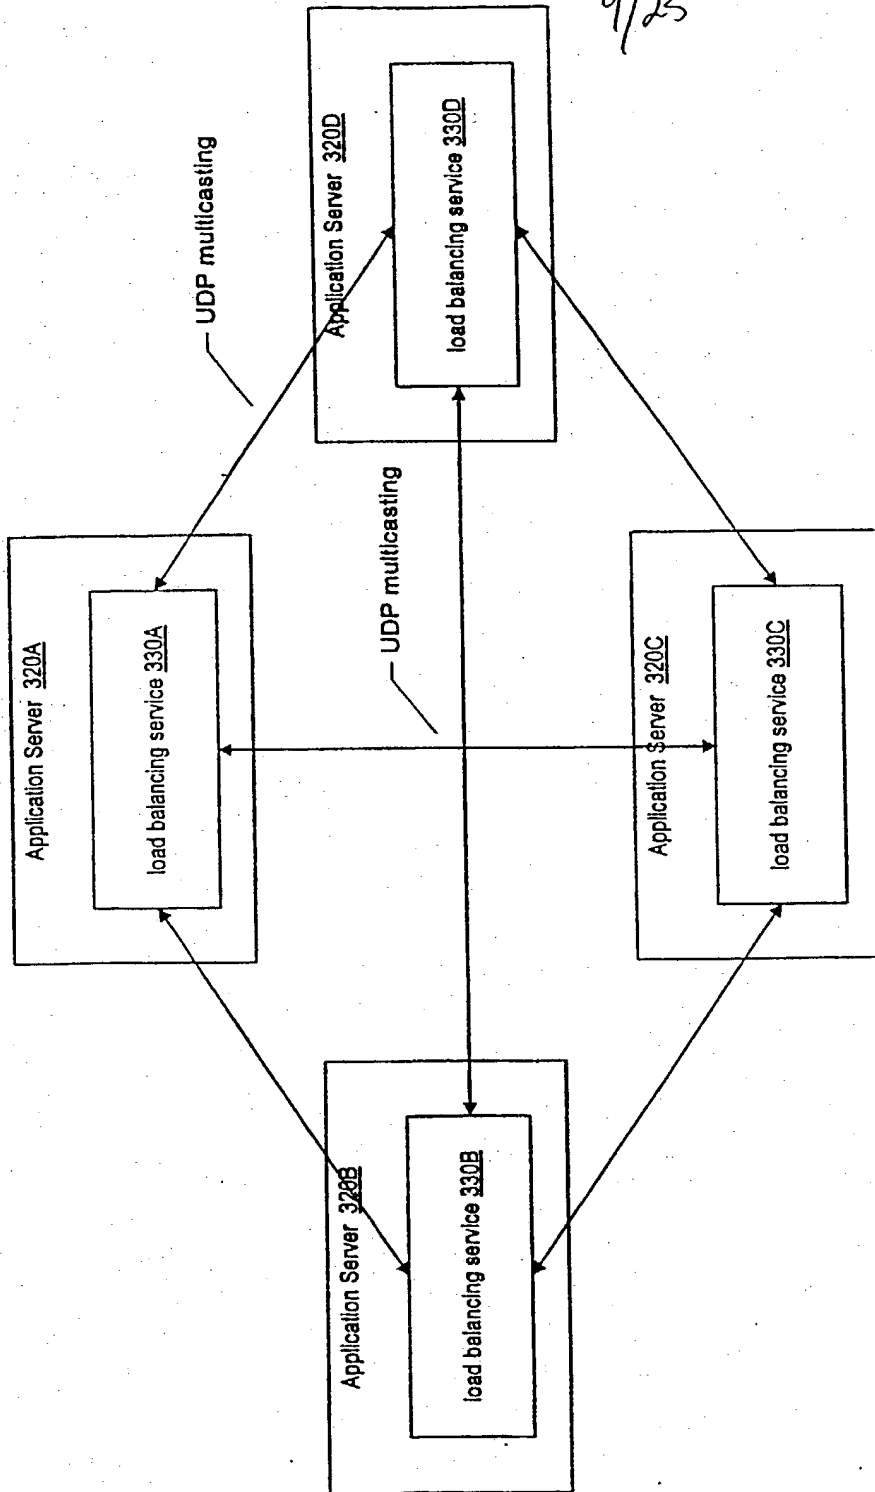 9/25
UDP multicasting
Application Server 320A
load balancing service 330A
Application Server 320D
load balancing service 330D
UDP multicasting
Application Server 320B
load balancing service 330B
Application Server 320C
load balancing service 330C